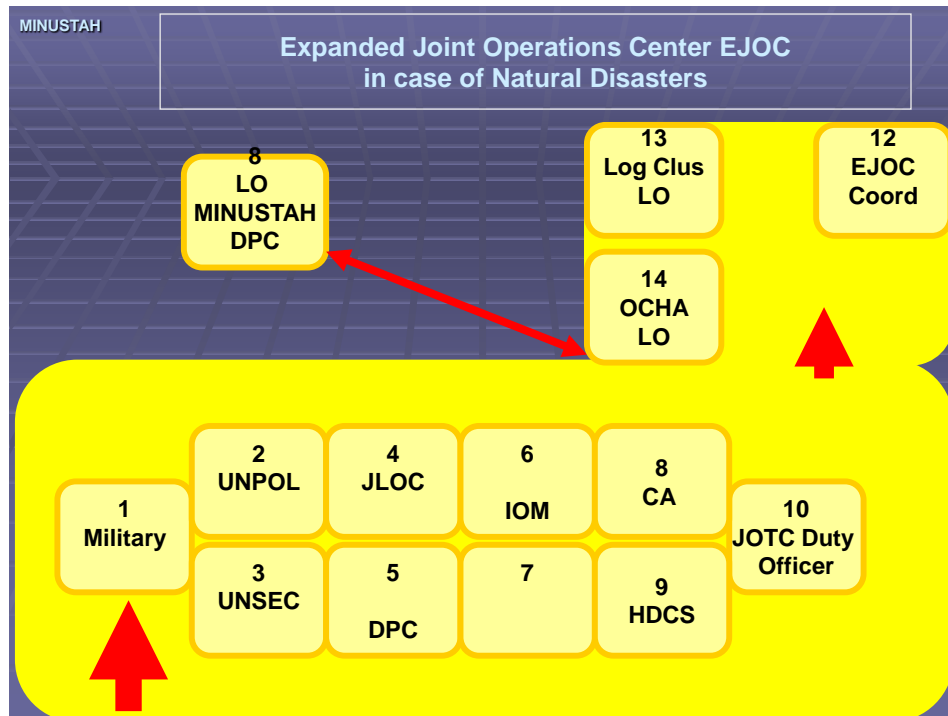 MINUSTAH
Expanded Joint Operations Center EJOC
in case of Natural Disasters
8
LO
MINUSTAH
DPC
13
Log Clus
LO
12
EJOC
Coord
14
OCHA
LO
1
Military
2
UNPOL
4
JLOC
6
IOM
8
CA
10
JOTC Duty
Officer
3
UNSEC
5
DPC
7
9
HDCS